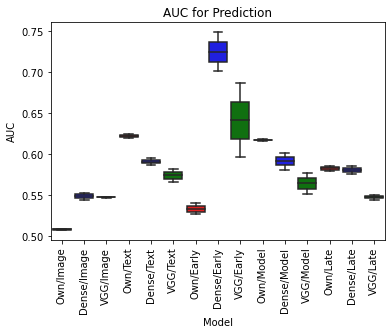 AUC for Prediction
AUC
0.75
0.70
0.65
0.60
0.55
0.50
Own/Image
Dense/Image
VGG/Image
Own/Text
Dense/Text
VGG/Text
Own/Early
Dense/Early
VGG/Early
Own/Model
Dense/Model
VGG/Model
Own/Late
Dense/Late
VGG/Late
Model